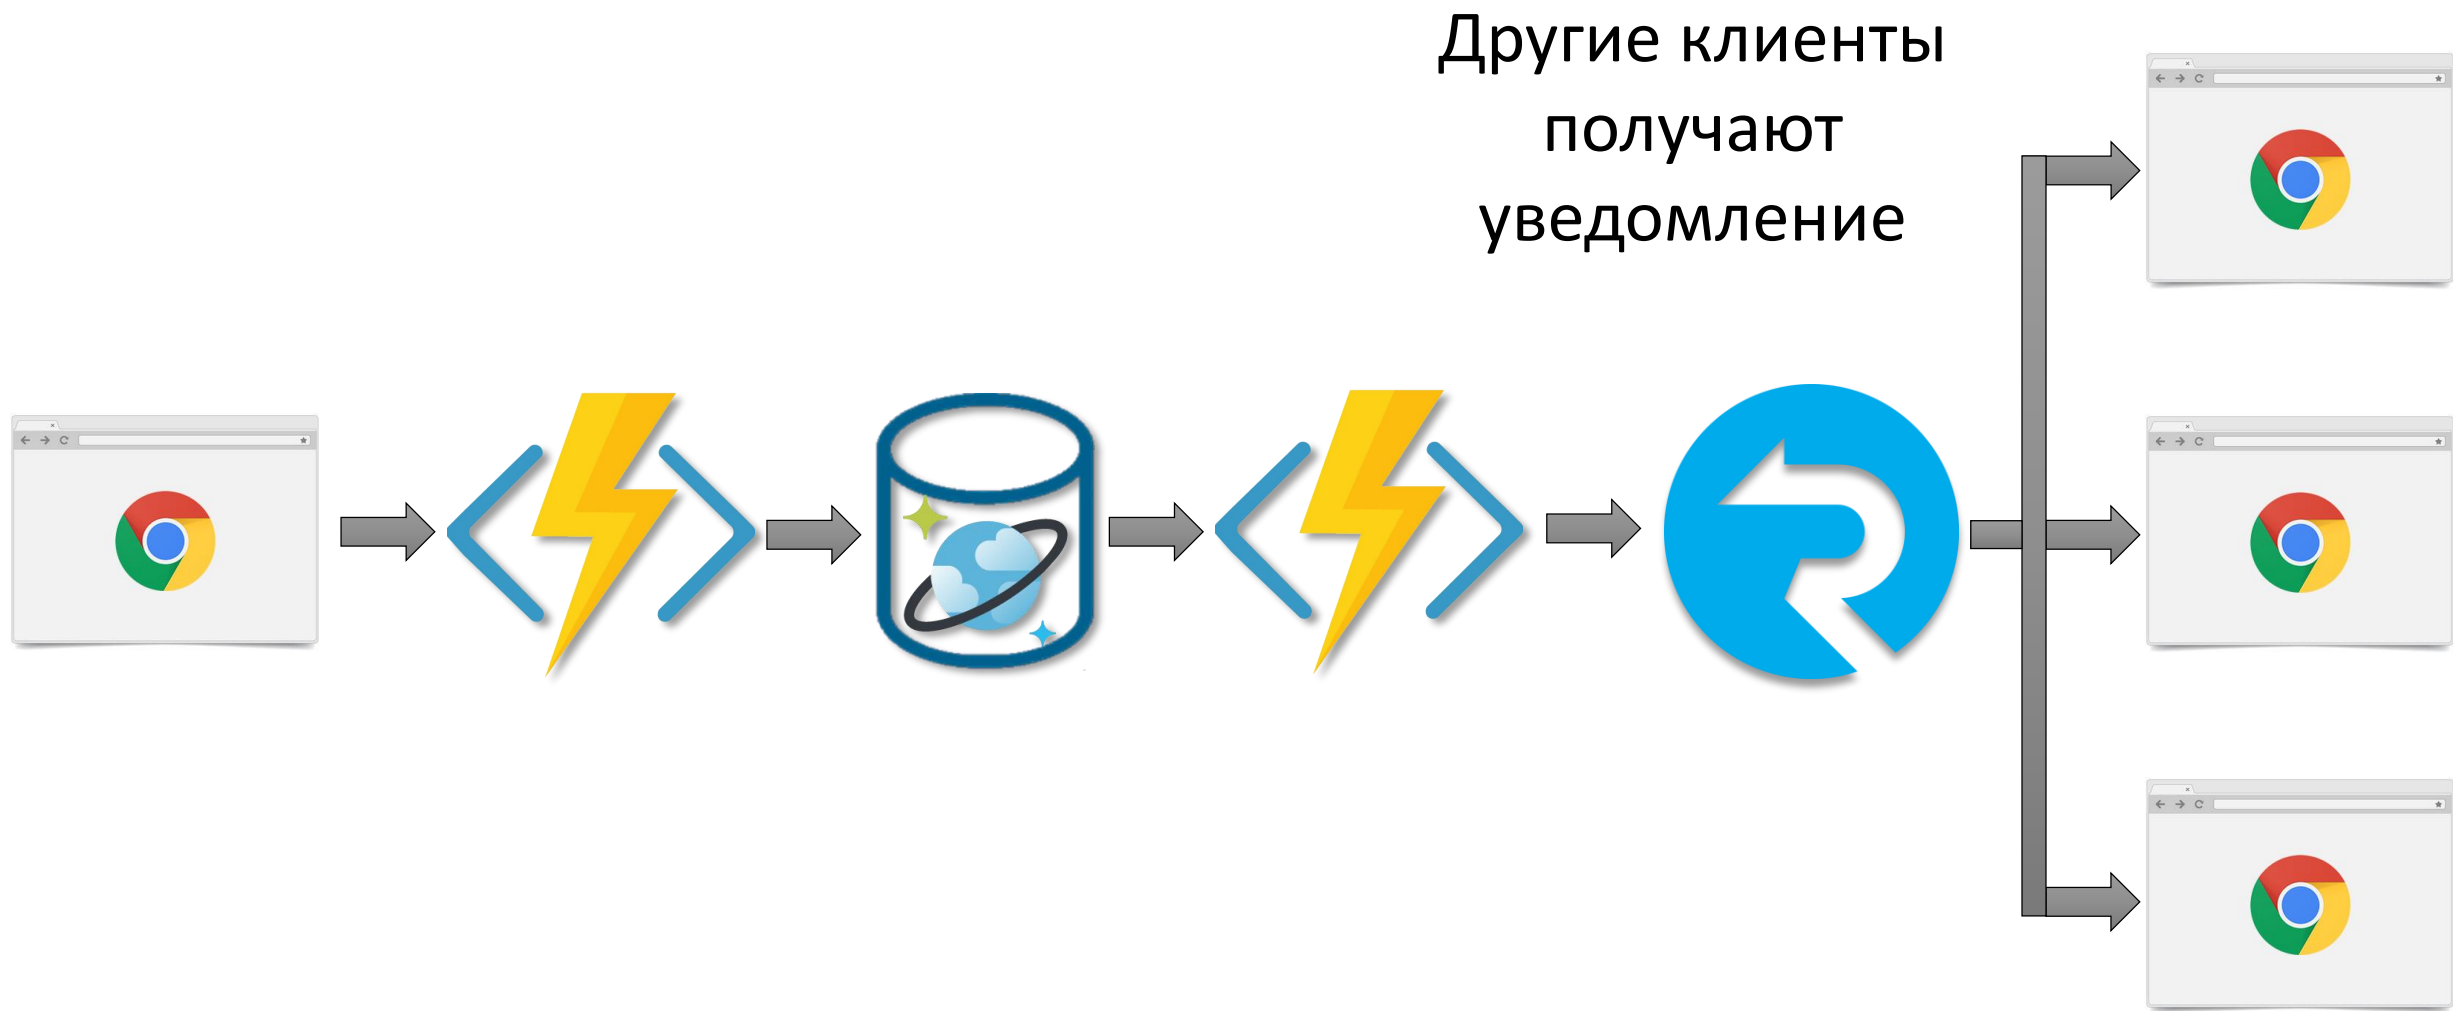 Другие клиенты
получают
уведомление